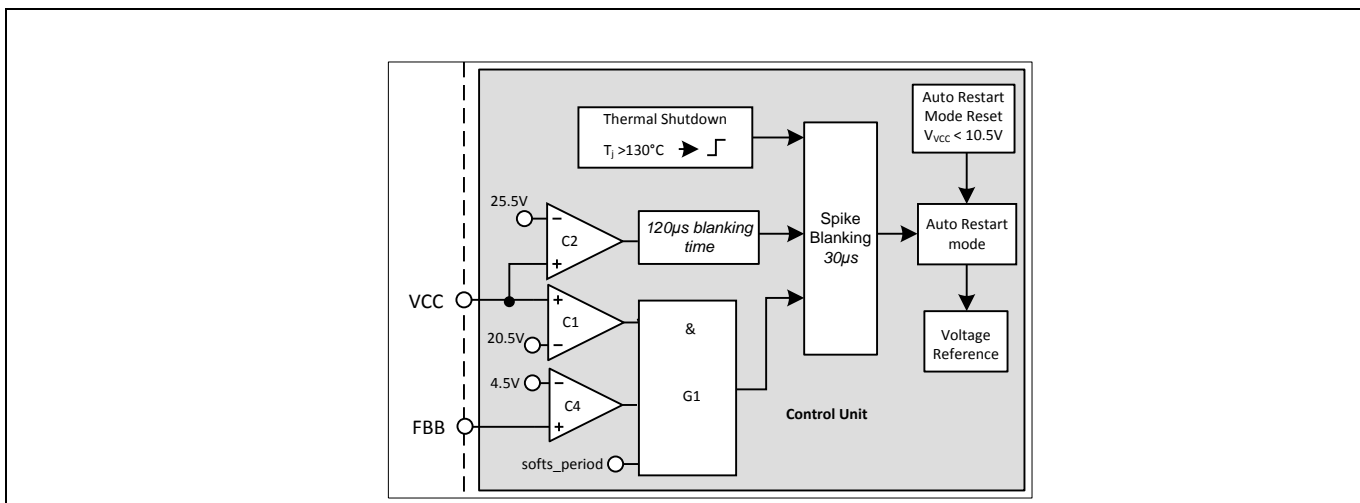 Thermal Shutdown
Tj >130°C
Auto Restart
Mode Reset
VVCC < 10.5V
25.5V
C2
120µs blanking
time
Spike
Blanking
30µs
Auto Restart
mode
VCC
C1
20.5V
&
G1
Voltage
Reference
4.5V
C4
FBB
Control Unit
softs_period